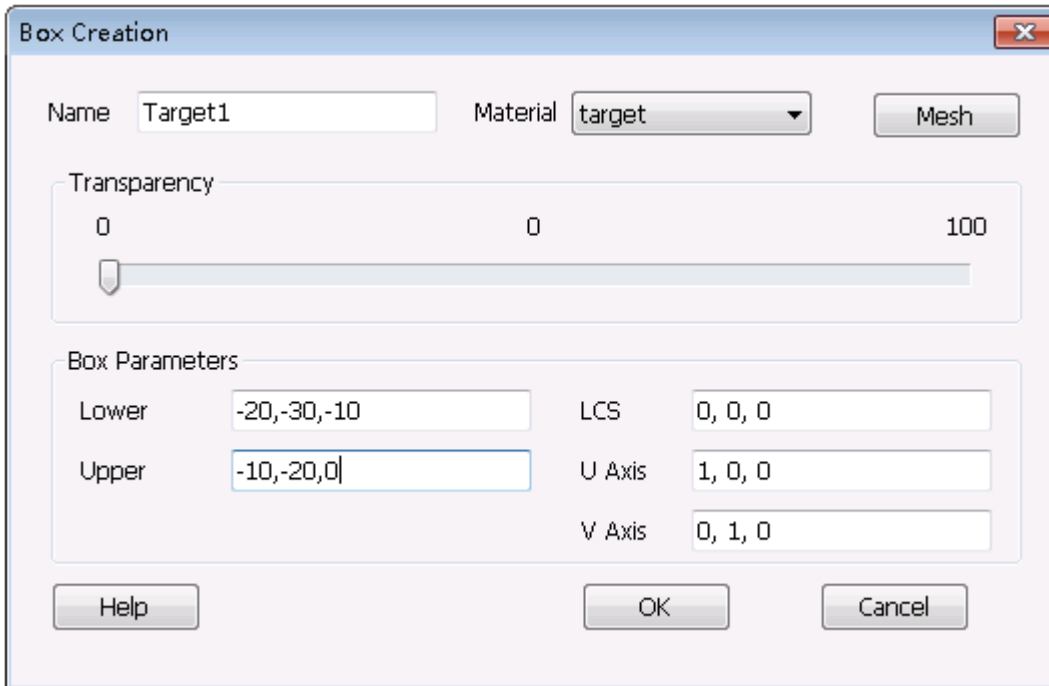 Box Creation
Name Target1 Material target Mesh
Transparency
0 0 100
Box Parameters
Lower -20,-30,-10 LCS 0, 0, 0
Upper -10,-20,0 U Axis 1, 0, 0
V Axis 0, 1, 0
Help OK Cancel